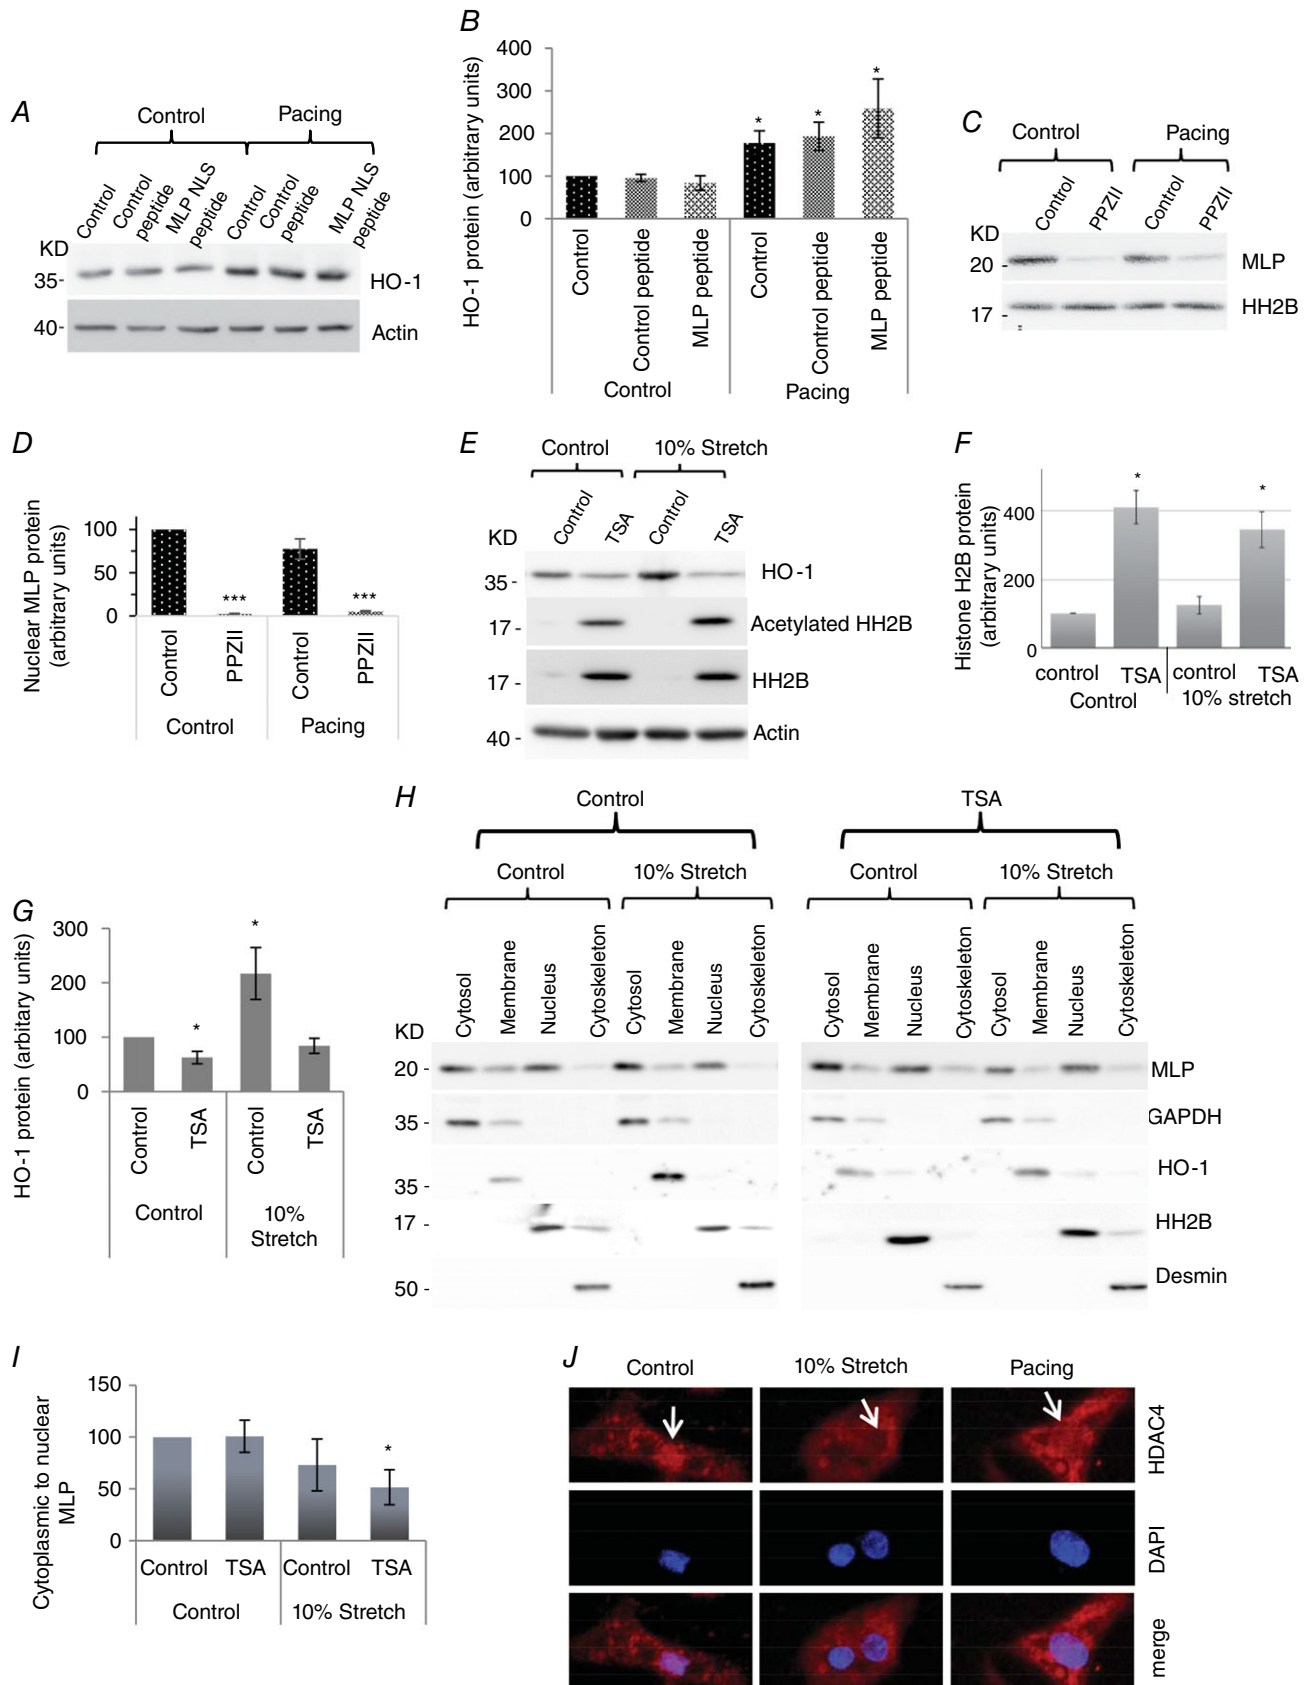 A
Control
Pacing
Control
Control peptide
MLP NLS peptide
Control
Control peptide
MLP NLS peptide
KD
35-
HO-1
40-
Actin
B
HO-1 protein (arbitrary units)
400
300
200
100
0
*
*
*
Control
Control peptide
MLP peptide
Control
Control peptide
MLP peptide
Control
Pacing
C
Control
Pacing
Control
PPZII
Control
PPZII
KD
20 -
MLP
17 -
HH2B
D
Nuclear MLP protein (arbitrary units)
100
50
0
***
***
Control
PPZII
Control
PPZII
Control
Pacing
E
Control
10% Stretch
Control
TSA
Control
TSA
KD
35 -
HO-1
17 -
Acetylated HH2B
17 -
HH2B
40 -
Actin
F
Histone H2B protein (arbitrary units)
400
200
0
*
*
control
TSA
control
TSA
Control
10% stretch
G
HO-1 protein (arbitary units)
300
200
100
0
*
*
Control
TSA
Control
TSA
Control
10% Stretch
H
Control
TSA
Control
10% Stretch
Control
10% Stretch
Cytosol
Membrane
Nucleus
Cytoskeleton
Cytosol
Membrane
Nucleus
Cytoskeleton
Cytosol
Membrane
Nucleus
Cytoskeleton
Cytosol
Membrane
Nucleus
Cytoskeleton
KD
20 -
MLP
35 -
GAPDH
35 -
HO-1
17 -
HH2B
50 -
Desmin
I
Cytoplasmic to nuclear MLP
150
100
50
0
*
Control
TSA
Control
TSA
Control
10% Stretch
J
Control
10% Stretch
Pacing
HDAC4
DAPI
merge